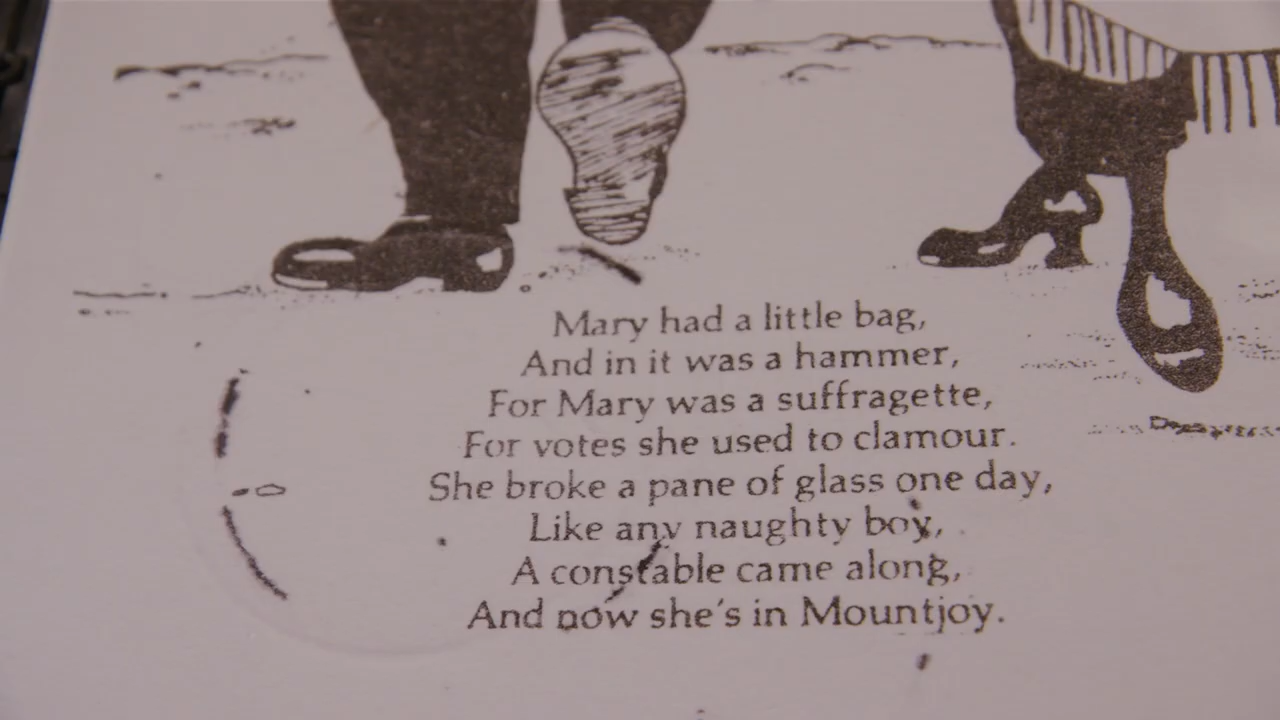 Mary had a little bag,
And in it was a hammer,
For Mary was a suffragette,
For votes she used to clamour.
She broke a pane of glass one day,
Like any naughty boy,
A constable came along,
And now she's in Mountjoy.